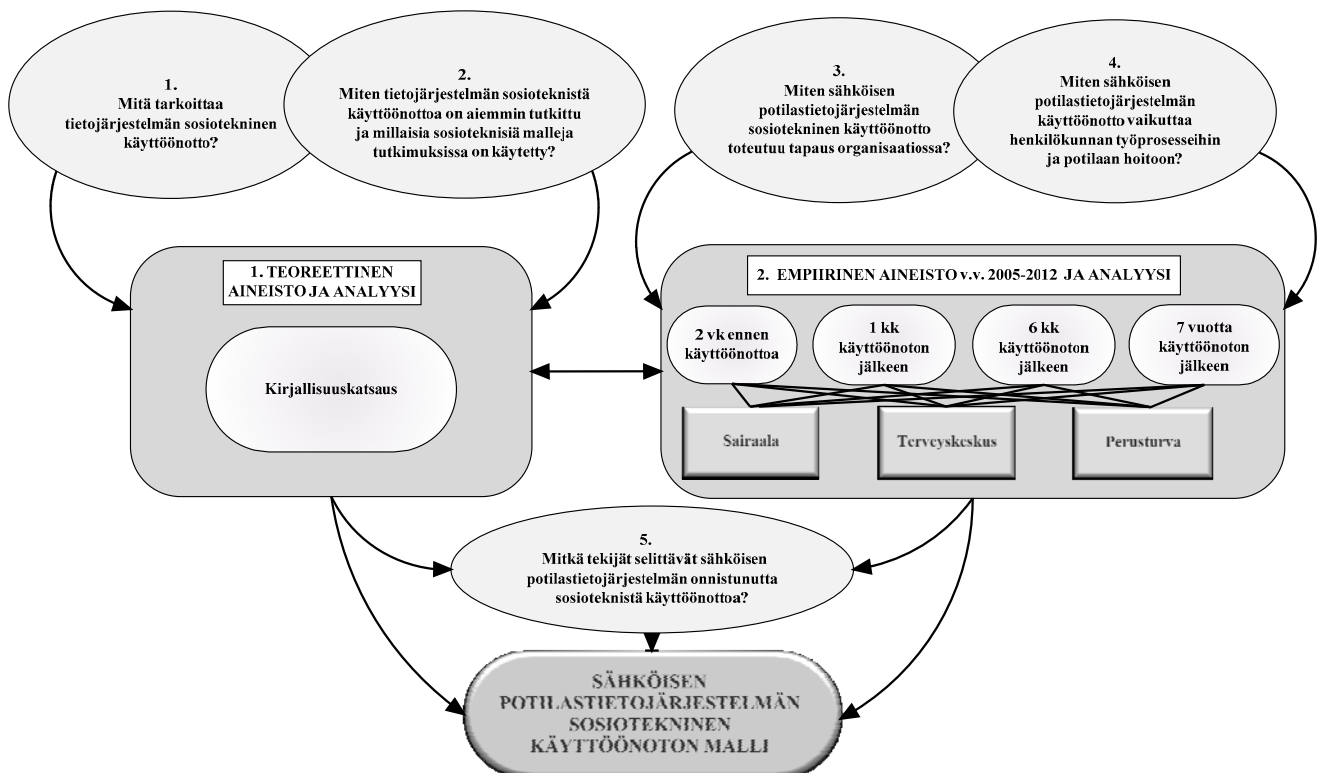 1.
Mitä tarkoittaa
tietojärjestelmän sosiotekninen
käyttöönotto?
2.
Miten tietojärjestelmän sosioteknistä
käyttöönottoa on aiemmin tutkittu
ja millaisia sosioteknisiä malleja
tutkimuksissa on käytetty?
3.
Miten sähköisen
potilastietojärjestelmän
sosiotekninen käyttöönotto
toteutuu tapaus organisaatiossa?
4.
Miten sähköisen
potilastietojärjestelmän
käyttöönotto vaikuttaa
henkilökunnan työprosesseihin
ja potilaan hoitoon?
1. TEOREETTINEN
AINEISTO JA ANALYYSI
Kirjallisuuskatsaus
2. EMPIIRINEN AINEISTO v.v. 2005-2012 JA ANALYYSI
2 vk ennen
käyttöönottoa
1 kk
käyttöönoton
jälkeen
6 kk
käyttöönoton
jälkeen
7 vuotta
käyttöönoton
jälkeen
Sairaala
Terveyskeskus
Perusturva
5.
Mitkä tekijät selittävät sähköisen
potilastietojärjestelmän onnistunutta
sosioteknistä käyttöönottoa?
SÄHKÖISEN
POTILASTIETOJÄRJESTELMÄN
SOSIOTEKNINEN
KÄYTTÖÖNOTON MALLI